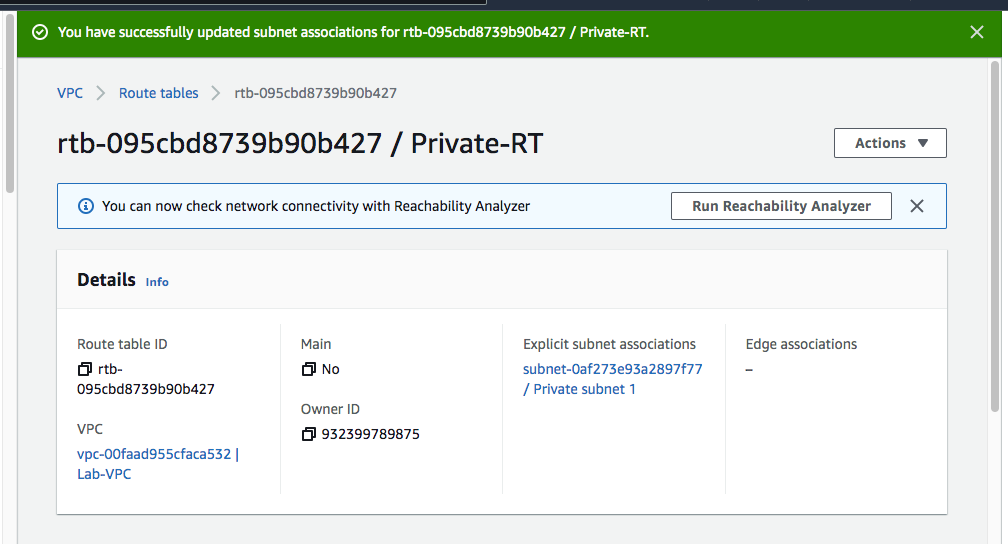 You have successfully updated subnet associations for rtb-095cbd8739b90b427 / Private-RT.
VPC > Route tables > rtb-095cbd8739b90b427
rtb-095cbd8739b90b427 / Private-RT
Actions
You can now check network connectivity with Reachability Analyzer
Run Reachability Analyzer
Details Info
Route table ID
rtb-
095cbd8739b90b427
VPC
vpc-00faad955cfaca532 |
Lab-VPC
Main
No
Owner ID
932399789875
Explicit subnet associations
subnet-0af273e93a2897f77
/ Private subnet 1
Edge associations
–